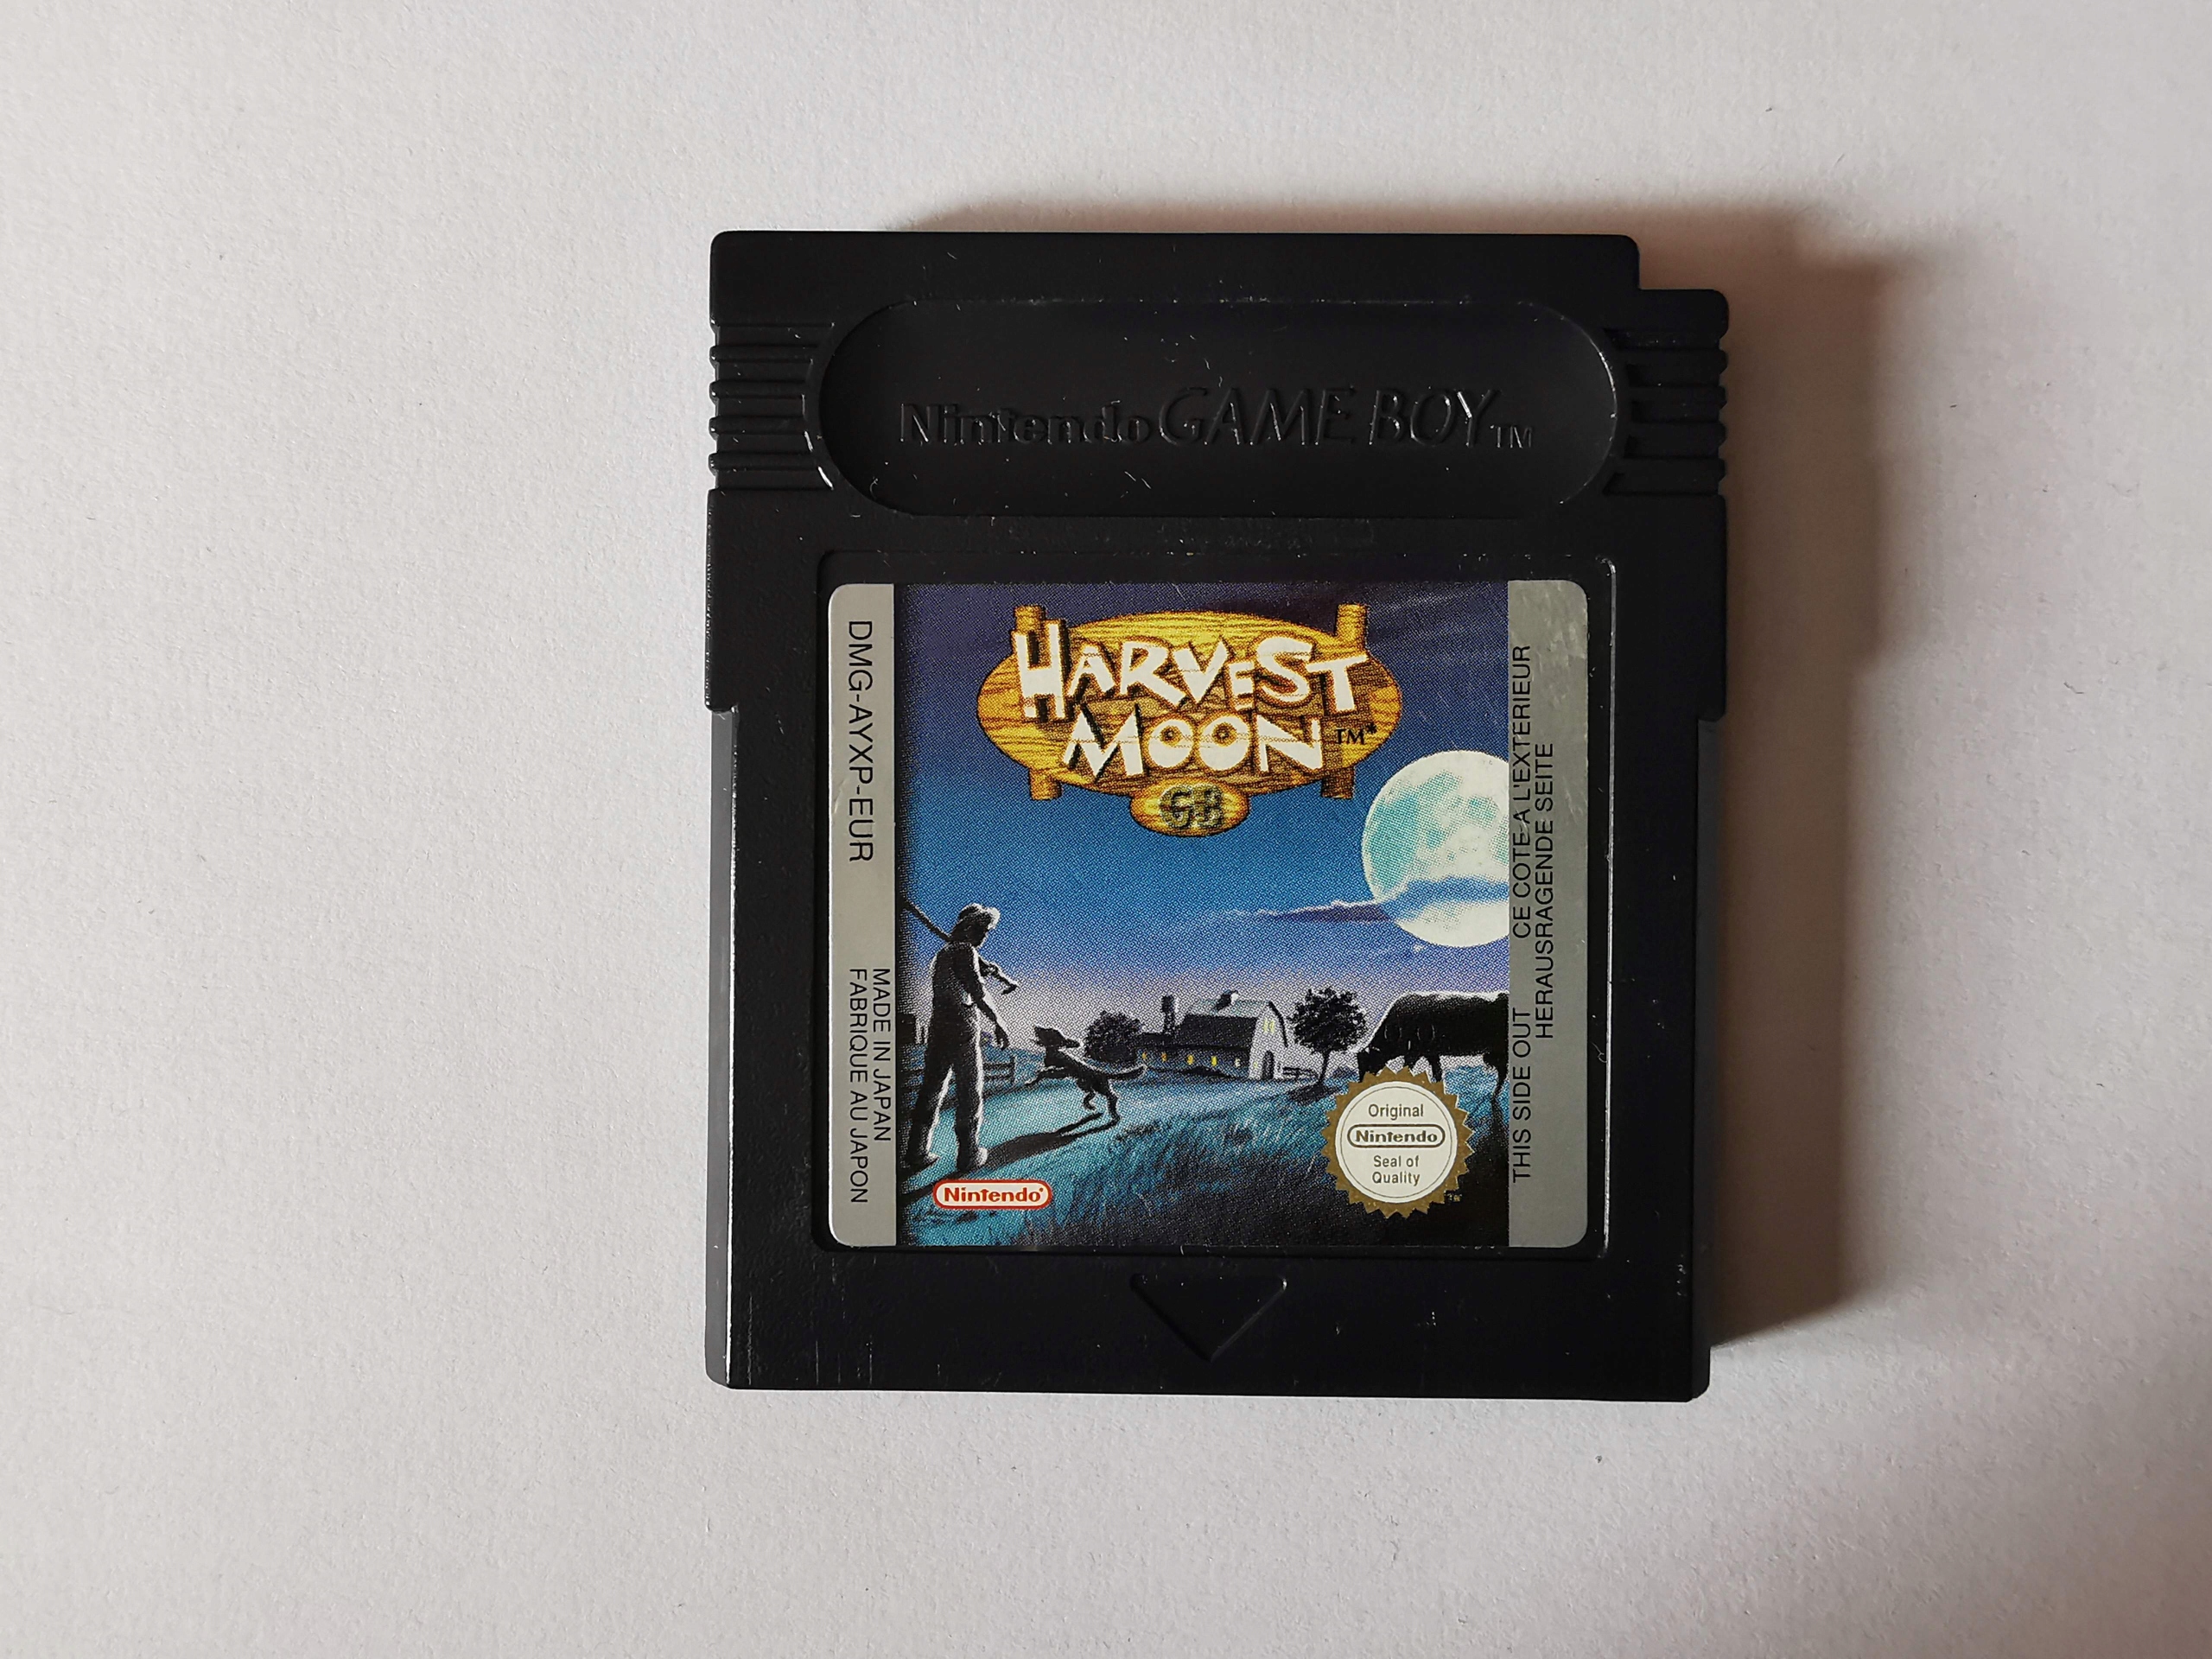 Nintendo GAME BOY TM
HARVEST
MOON TM*
GB
DMG-AYXP-EUR
MADE IN JAPAN
FABRIQUE AU JAPON
Nintendo®
Original
Nintendo
Seal of
Quality
TM
THIS SIDE OUT CE COTE A L'EXTERIEUR
HERAUSRAGENDE SEITE